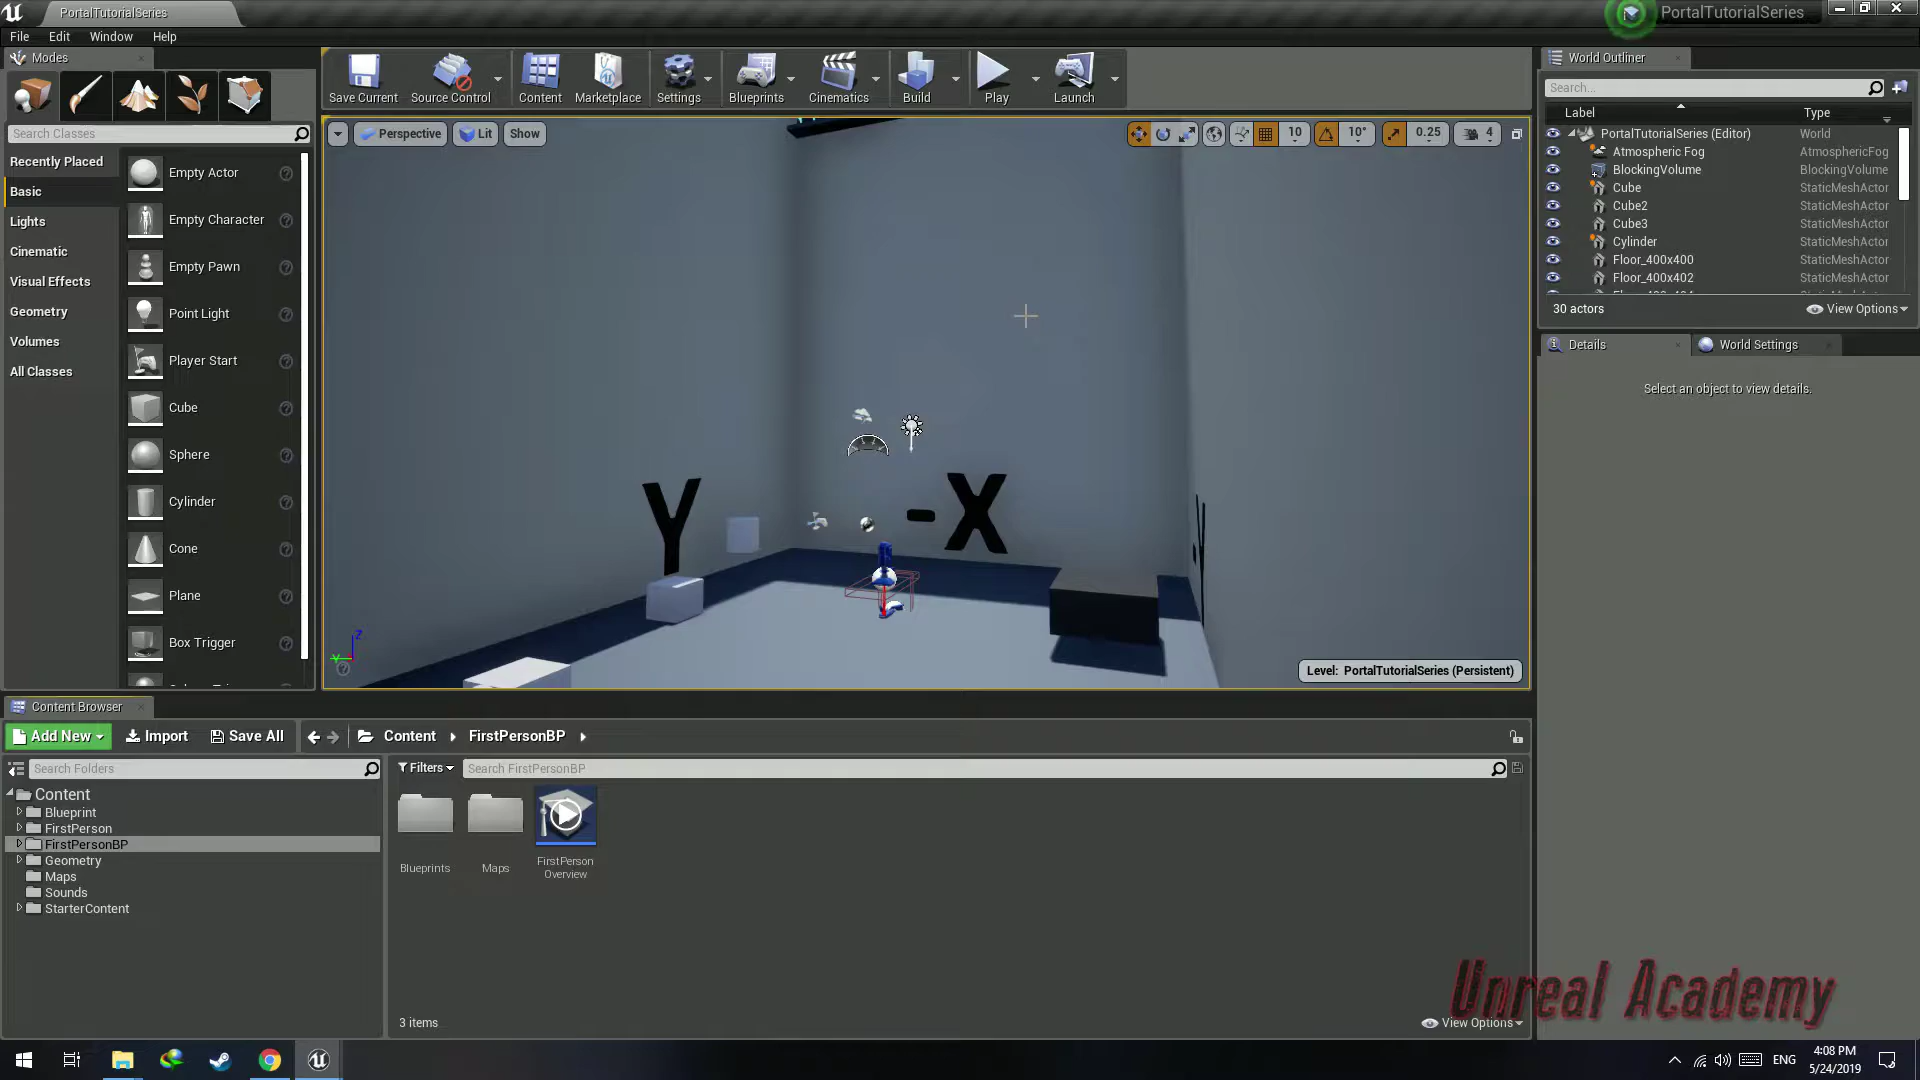 PortalTutorialSeries
PortalTutorialSeries
File Edit Window Help
Modes
Search Classes
Recently Placed
Basic
Lights
Cinematic
Visual Effects
Geometry
Volumes
All Classes
Empty Actor
Empty Character
Empty Pawn
Point Light
Player Start
Cube
Sphere
Cylinder
Cone
Plane
Box Trigger
Save Current
Source Control
Content
Marketplace
Settings
Blueprints
Cinematics
Build
Play
Launch
Perspective Lit Show
10 10° 0.25 4
Y
-X
Z
Y
Level: PortalTutorialSeries (Persistent)
World Outliner
Search...
Label Type
PortalTutorialSeries (Editor) World
Atmospheric Fog AtmosphericFog
BlockingVolume BlockingVolume
Cube StaticMeshActor
Cube2 StaticMeshActor
Cube3 StaticMeshActor
Cylinder StaticMeshActor
Floor_400x400 StaticMeshActor
Floor_400x402 StaticMeshActor
30 actors View Options
Details World Settings
Select an object to view details.
Content Browser
Add New Import Save All Content FirstPersonBP
Search Folders
Content
Blueprint
FirstPerson
FirstPersonBP
Geometry
Maps
Sounds
StarterContent
Filters Search FirstPersonBP
Blueprints
Maps
FirstPerson
Overview
3 items View Options
Unreal Academy
ENG
4:08 PM
5/24/2019